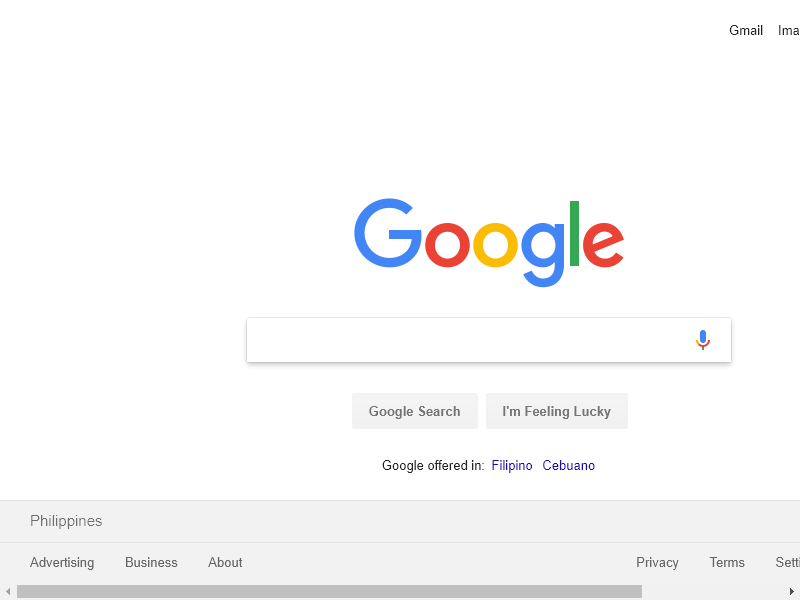 Gmail Ima
Google
Google Search I'm Feeling Lucky
Google offered in: Filipino Cebuano
Philippines
Advertising Business About Privacy Terms Setti